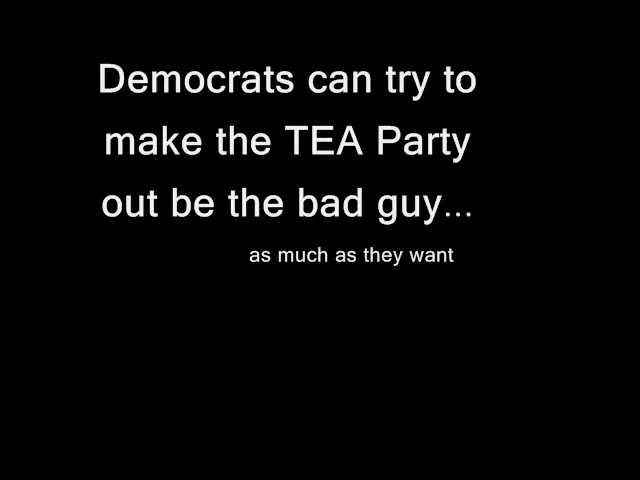 Democrats can try to
make the TEA Party
out be the bad guy...
as much as they want